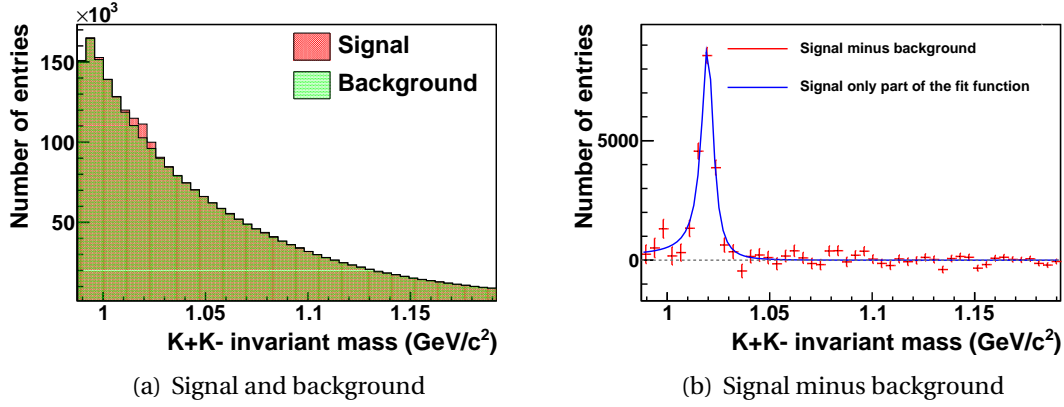 ×10³
Number of entries
150
100
50
Signal
Background
1
1.05
1.1
1.15
K+K- invariant mass (GeV/c²)
(a) Signal and background
Number of entries
5000
0
Signal minus background
Signal only part of the fit function
1
1.05
1.1
1.15
K+K- invariant mass (GeV/c²)
(b) Signal minus background